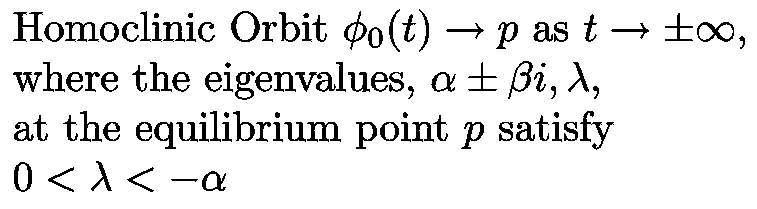 Homoclinic Orbit ϕ₀(t) → p as t → ±∞,
where the eigenvalues, α ± βi, λ,
at the equilibrium point p satisfy
0 < λ < −α